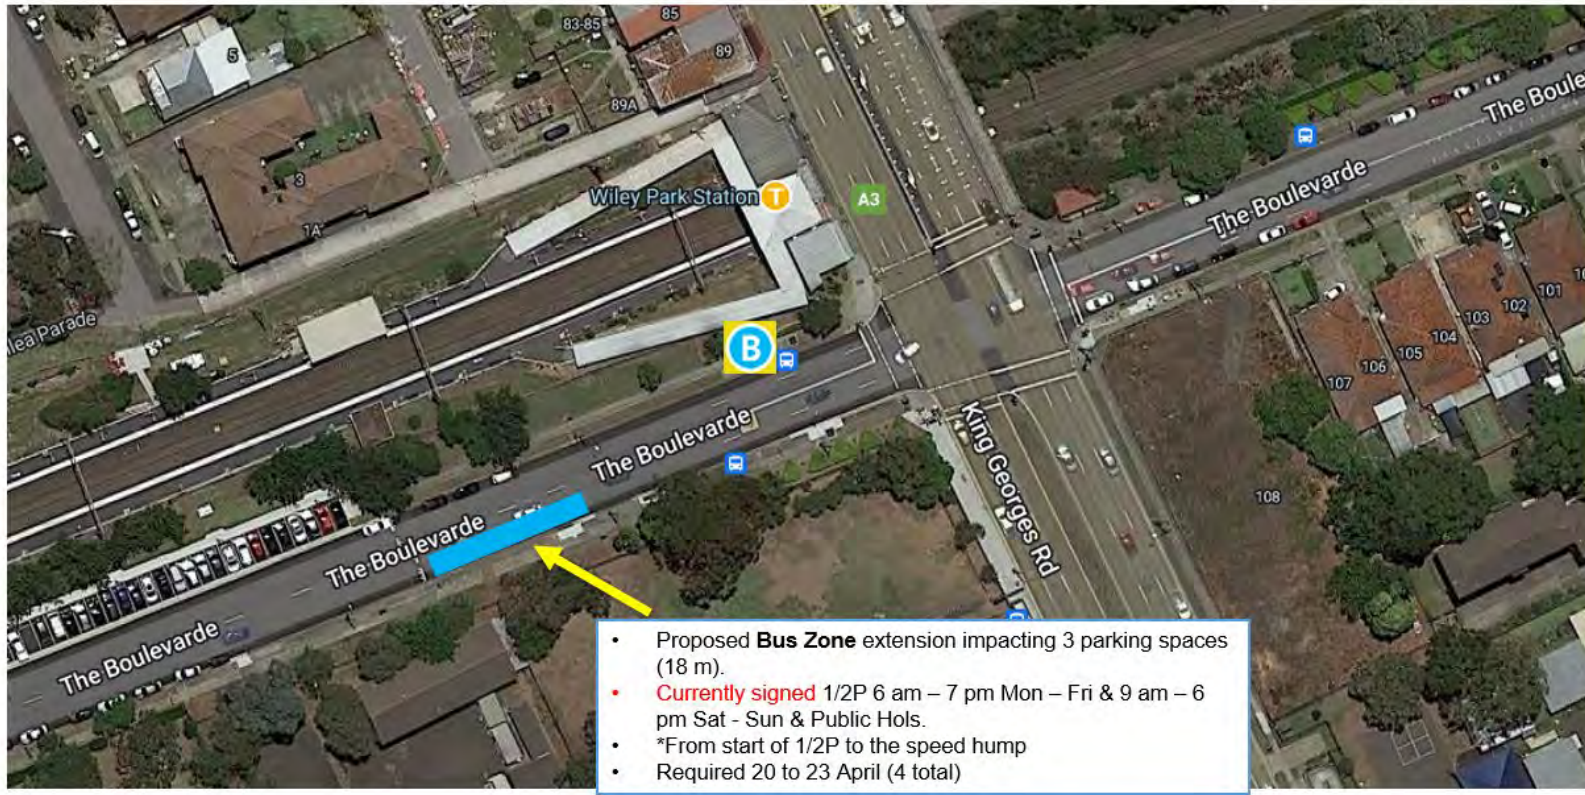 83-85
85
89
89A
5
3
1A
Wiley Park Station T
A3
B
The Boulevarde
The Boule
The Boulevarde
The Boulevarde
The Boulevarde
lea Parade
King Georges Rd
101
102
103
104
105
106
107
108
10
• Proposed Bus Zone extension impacting 3 parking spaces
(18 m).
• Currently signed 1/2P 6 am – 7 pm Mon – Fri & 9 am – 6
pm Sat - Sun & Public Hols.
• *From start of 1/2P to the speed hump
• Required 20 to 23 April (4 total)